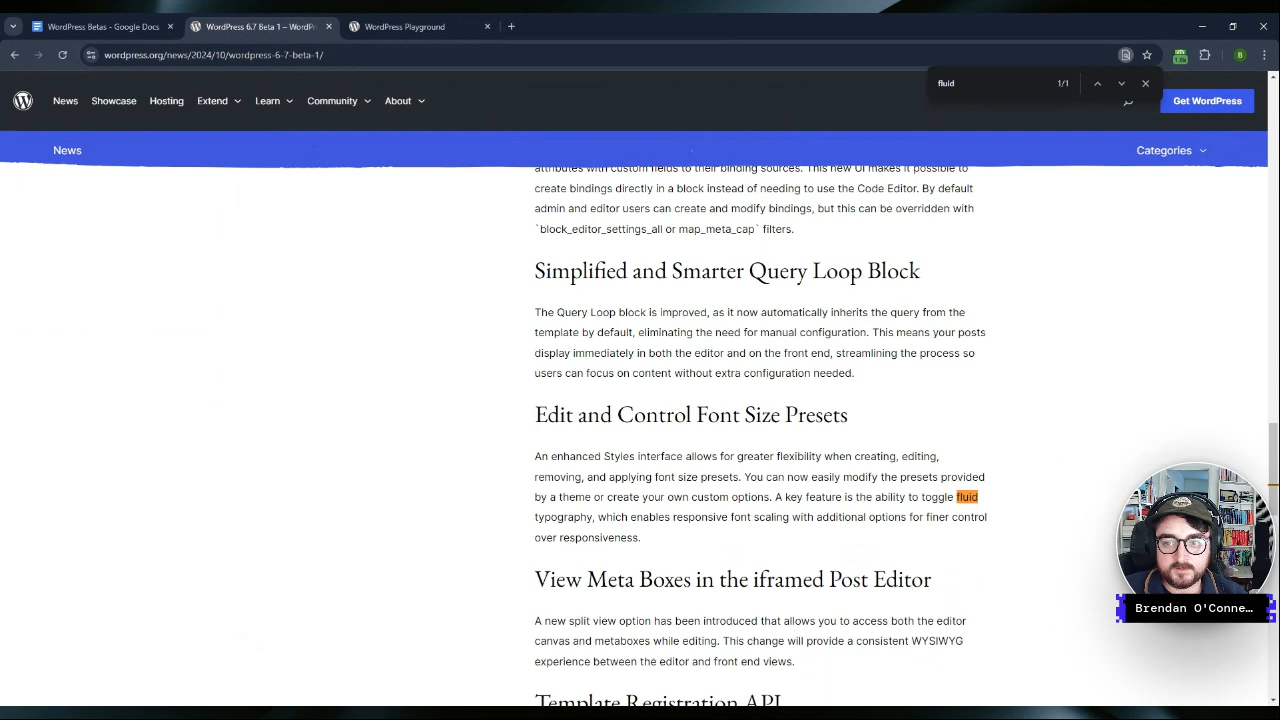 WordPress Betas - Google Docs
WordPress 6.7 Beta 1 – WordPr
WordPress Playground
wordpress.org/news/2024/10/wordpress-6-7-beta-1/
1.8k
B
fluid
1/1
News
Showcase
Hosting
Extend
Learn
Community
About
Get WordPress
News
Categories
attributes with custom fields to their binding sources. This new UI makes it possible to
create bindings directly in a block instead of needing to use the Code Editor. By default
admin and editor users can create and modify bindings, but this can be overridden with
`block_editor_settings_all or map_meta_cap` filters.
Simplified and Smarter Query Loop Block
The Query Loop block is improved, as it now automatically inherits the query from the
template by default, eliminating the need for manual configuration. This means your posts
display immediately in both the editor and on the front end, streamlining the process so
users can focus on content without extra configuration needed.
Edit and Control Font Size Presets
An enhanced Styles interface allows for greater flexibility when creating, editing,
removing, and applying font size presets. You can now easily modify the presets provided
by a theme or create your own custom options. A key feature is the ability to toggle fluid
typography, which enables responsive font scaling with additional options for finer control
over responsiveness.
View Meta Boxes in the iframed Post Editor
A new split view option has been introduced that allows you to access both the editor
canvas and metaboxes while editing. This change will provide a consistent WYSIWYG
experience between the editor and front end views.
Template Registration API
Brendan O'Conne…